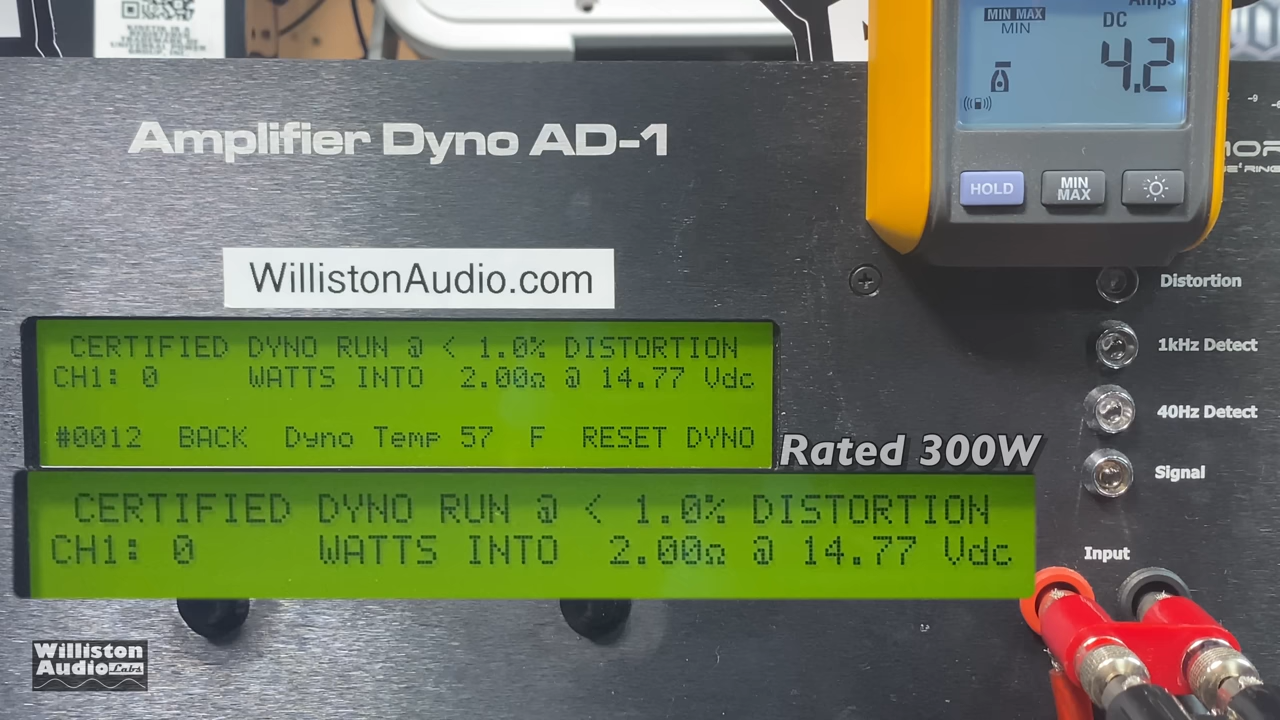 Amps
MIN MAX
MIN
DC
4.2
HOLD
MIN
MAX
Amplifier Dyno AD-1
WillistonAudio.com
Distortion
1kHz Detect
40Hz Detect
Signal
Input
CERTIFIED DYNO RUN @ < 1.0% DISTORTION
CH1: 0 WATTS INTO 2.00Ω @ 14.77 Vdc
#0012 BACK Dyno Temp 57 F RESET DYNO
Rated 300W
CERTIFIED DYNO RUN @ < 1.0% DISTORTION
CH1: 0 WATTS INTO 2.00Ω @ 14.77 Vdc
Williston
Audio Labs